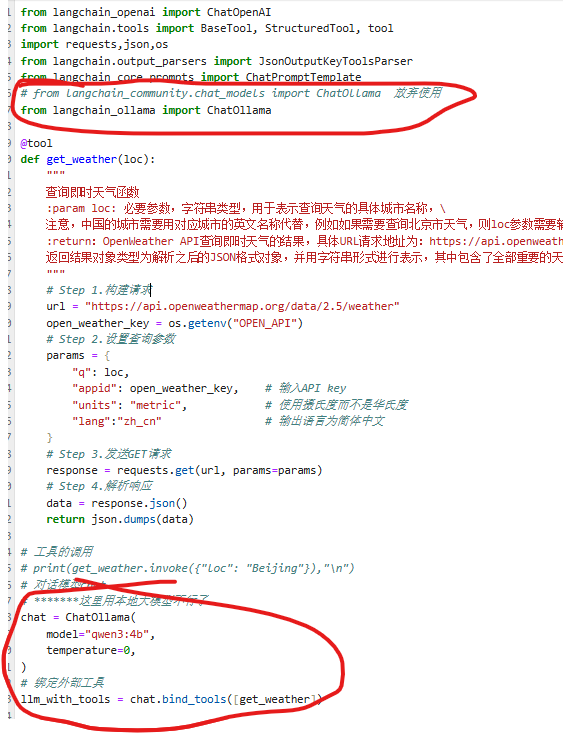 from langchain_openai import ChatOpenAI
from langchain.tools import BaseTool, StructuredTool, tool
import requests,json,os
from langchain.output_parsers import JsonOutputKeyToolsParser
from langchain_core.prompts import ChatPromptTemplate
# from langchain_community.chat_models import ChatOllama 放弃使用
from langchain_ollama import ChatOllama
@tool
def get_weather(loc):
"""
查询即时天气函数
:param loc: 必要参数，字符串类型，用于表示查询天气的具体城市名称，\
注意，中国的城市需要用对应城市的英文名称代替，例如如果需要查询北京市天气，则loc参数需要输
:return：OpenWeather API查询即时天气的结果，具体URL请求地址为：https://api.openweath
返回结果对象类型为解析之后的JSON格式对象，并用字符串形式进行表示，其中包含了全部重要的天
"""
# Step 1.构建请求
url = "https://api.openweathermap.org/data/2.5/weather"
open_weather_key = os.getenv("OPEN_API")
# Step 2.设置查询参数
params = {
"q": loc,
"appid": open_weather_key, # 输入API key
"units": "metric", # 使用摄氏度而不是华氏度
"lang":"zh_cn" # 输出语言为简体中文
}
# Step 3.发送GET请求
response = requests.get(url, params=params)
# Step 4.解析响应
data = response.json()
return json.dumps(data)
# 工具的调用
# print(get_weather.invoke({"loc": "Beijing"}),"\n")
# 对话模型
# *******这里用本地大模型不行了
chat = ChatOllama(
model="qwen3:4b",
temperature=0,
)
# 绑定外部工具
llm_with_tools = chat.bind_tools([get_weather])